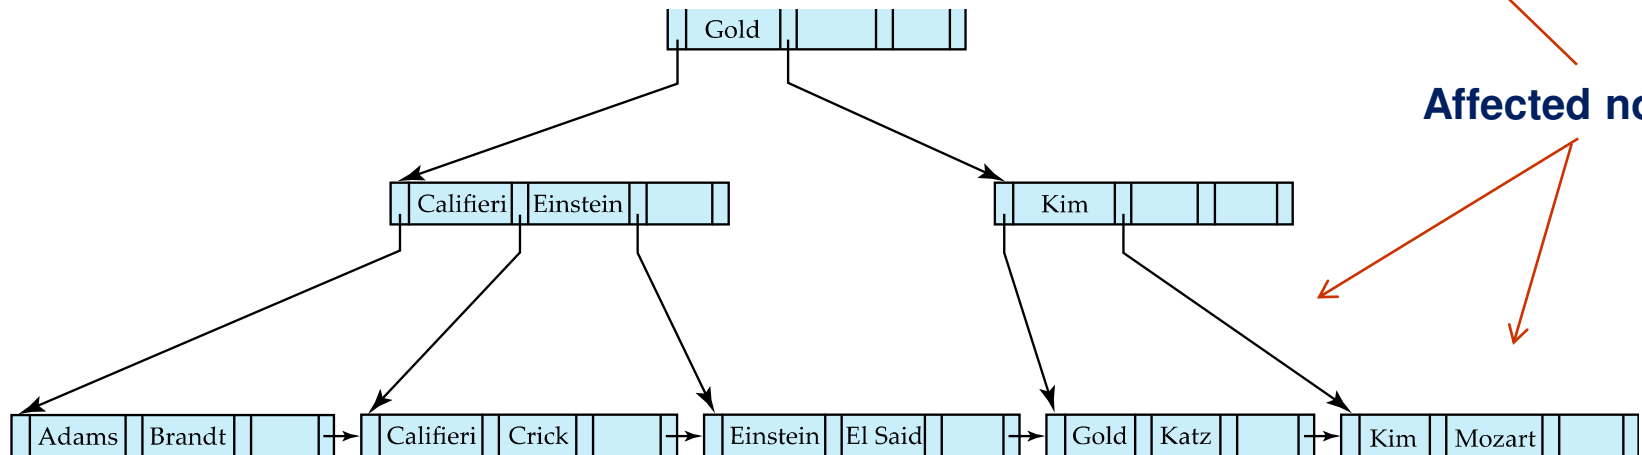 Gold
Affected no
Califieri Einstein
Kim
Adams Brandt
Califieri Crick
Einstein El Said
Gold Katz
Kim Mozart